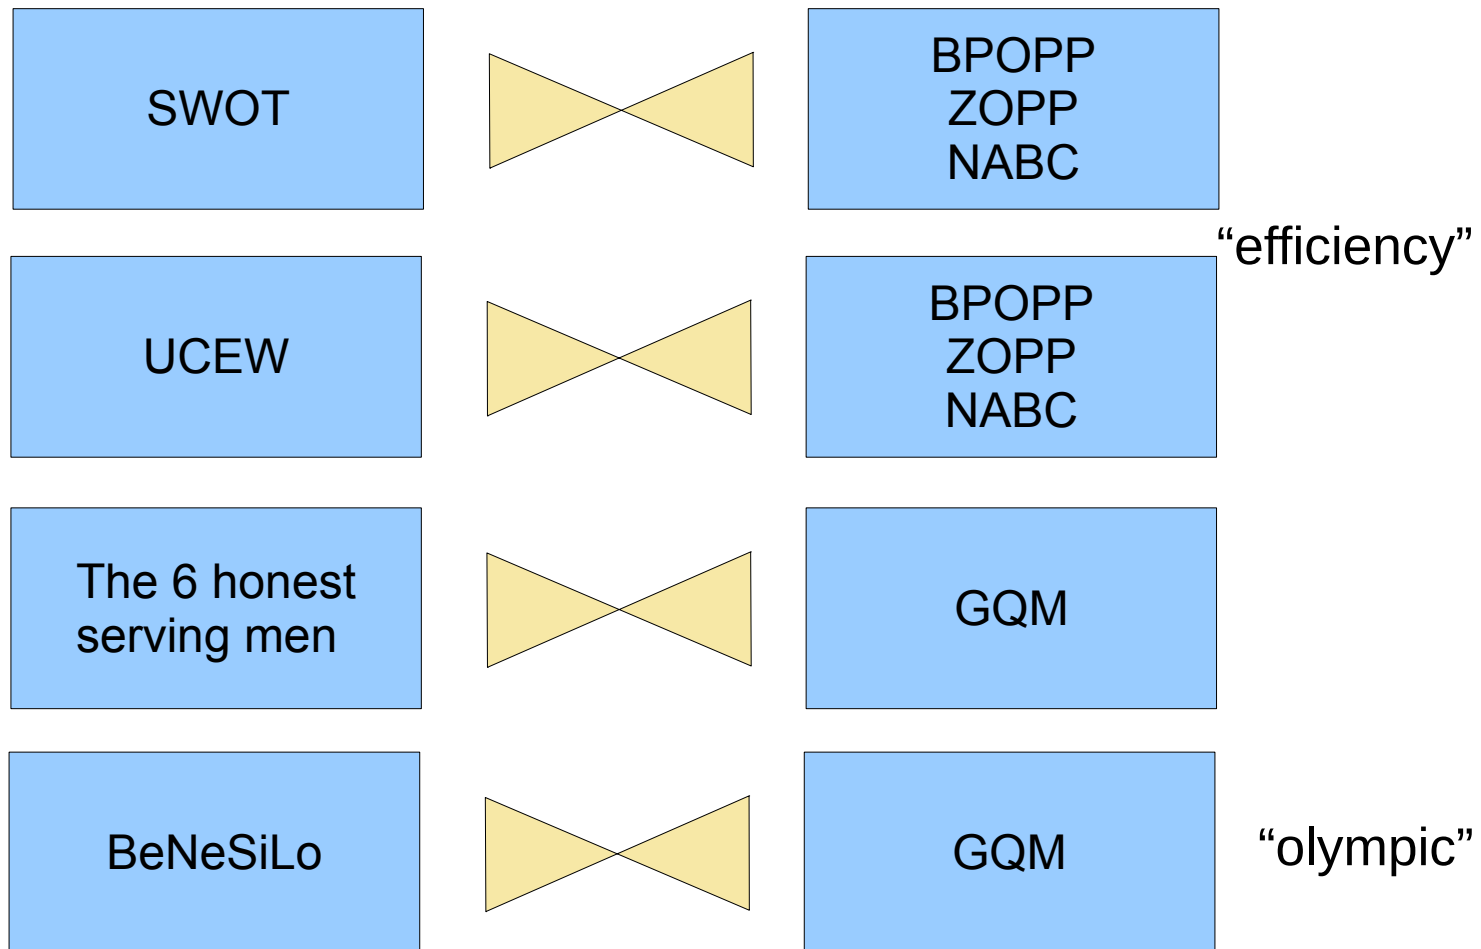 SWOT
BPOPP
ZOPP
NABC
“efficiency”
UCEW
BPOPP
ZOPP
NABC
The 6 honest
serving men
GQM
BeNeSiLo
GQM
“olympic”